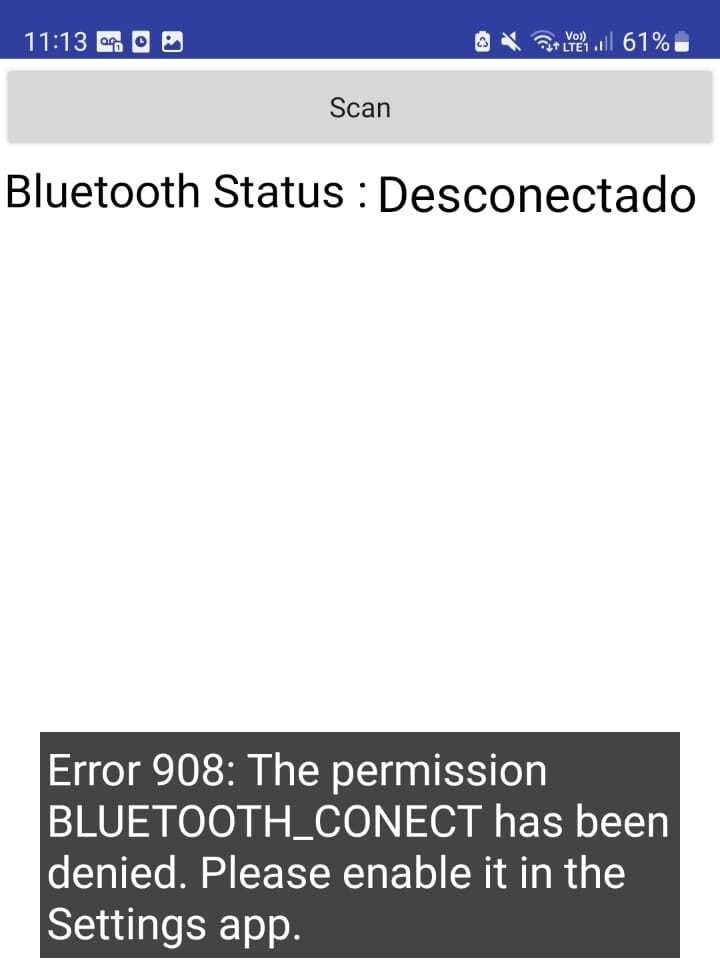 11:13 Vo)) LTE1 61%
Scan
Bluetooth Status : Desconectado
Error 908: The permission
BLUETOOTH_CONECT has been
denied. Please enable it in the
Settings app.